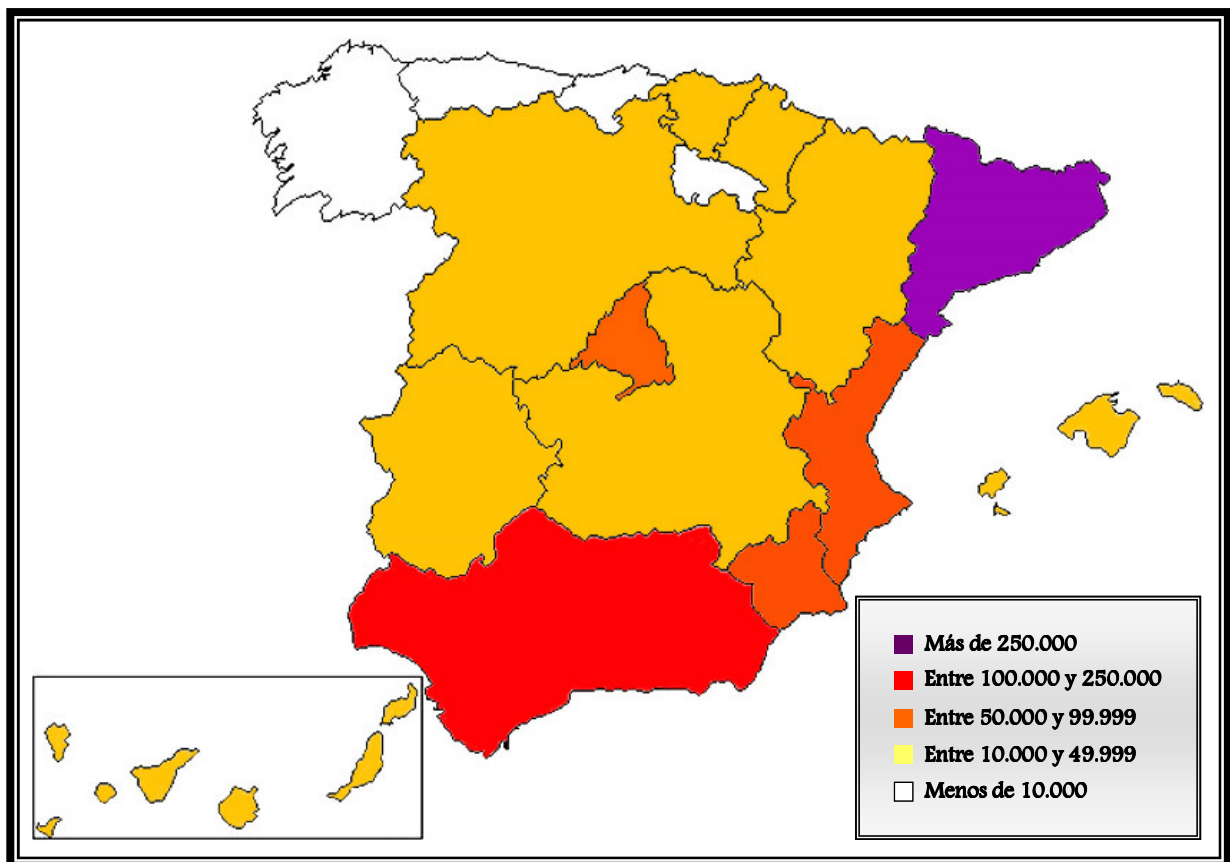 Más de 250.000
Entre 100.000 y 250.000
Entre 50.000 y 99.999
Entre 10.000 y 49.999
Menos de 10.000